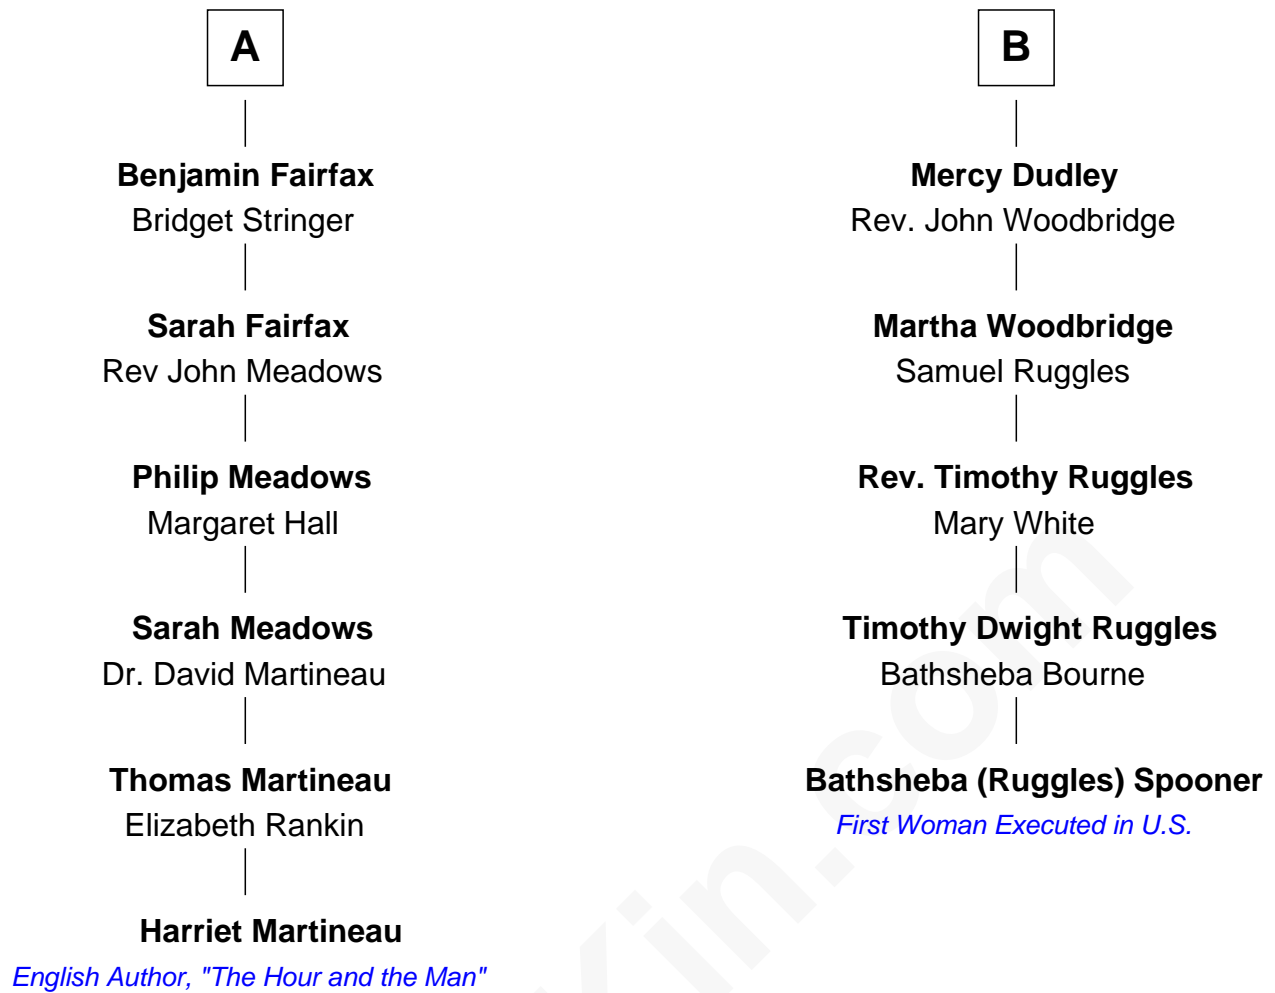 A
Benjamin Fairfax
Bridget Stringer
Sarah Fairfax
Rev John Meadows
Philip Meadows
Margaret Hall
Sarah Meadows
Dr. David Martineau
Thomas Martineau
Elizabeth Rankin
Harriet Martineau
English Author, "The Hour and the Man"
B
Mercy Dudley
Rev. John Woodbridge
Martha Woodbridge
Samuel Ruggles
Rev. Timothy Ruggles
Mary White
Timothy Dwight Ruggles
Bathsheba Bourne
Bathsheba (Ruggles) Spooner
First Woman Executed in U.S.
Kin.com